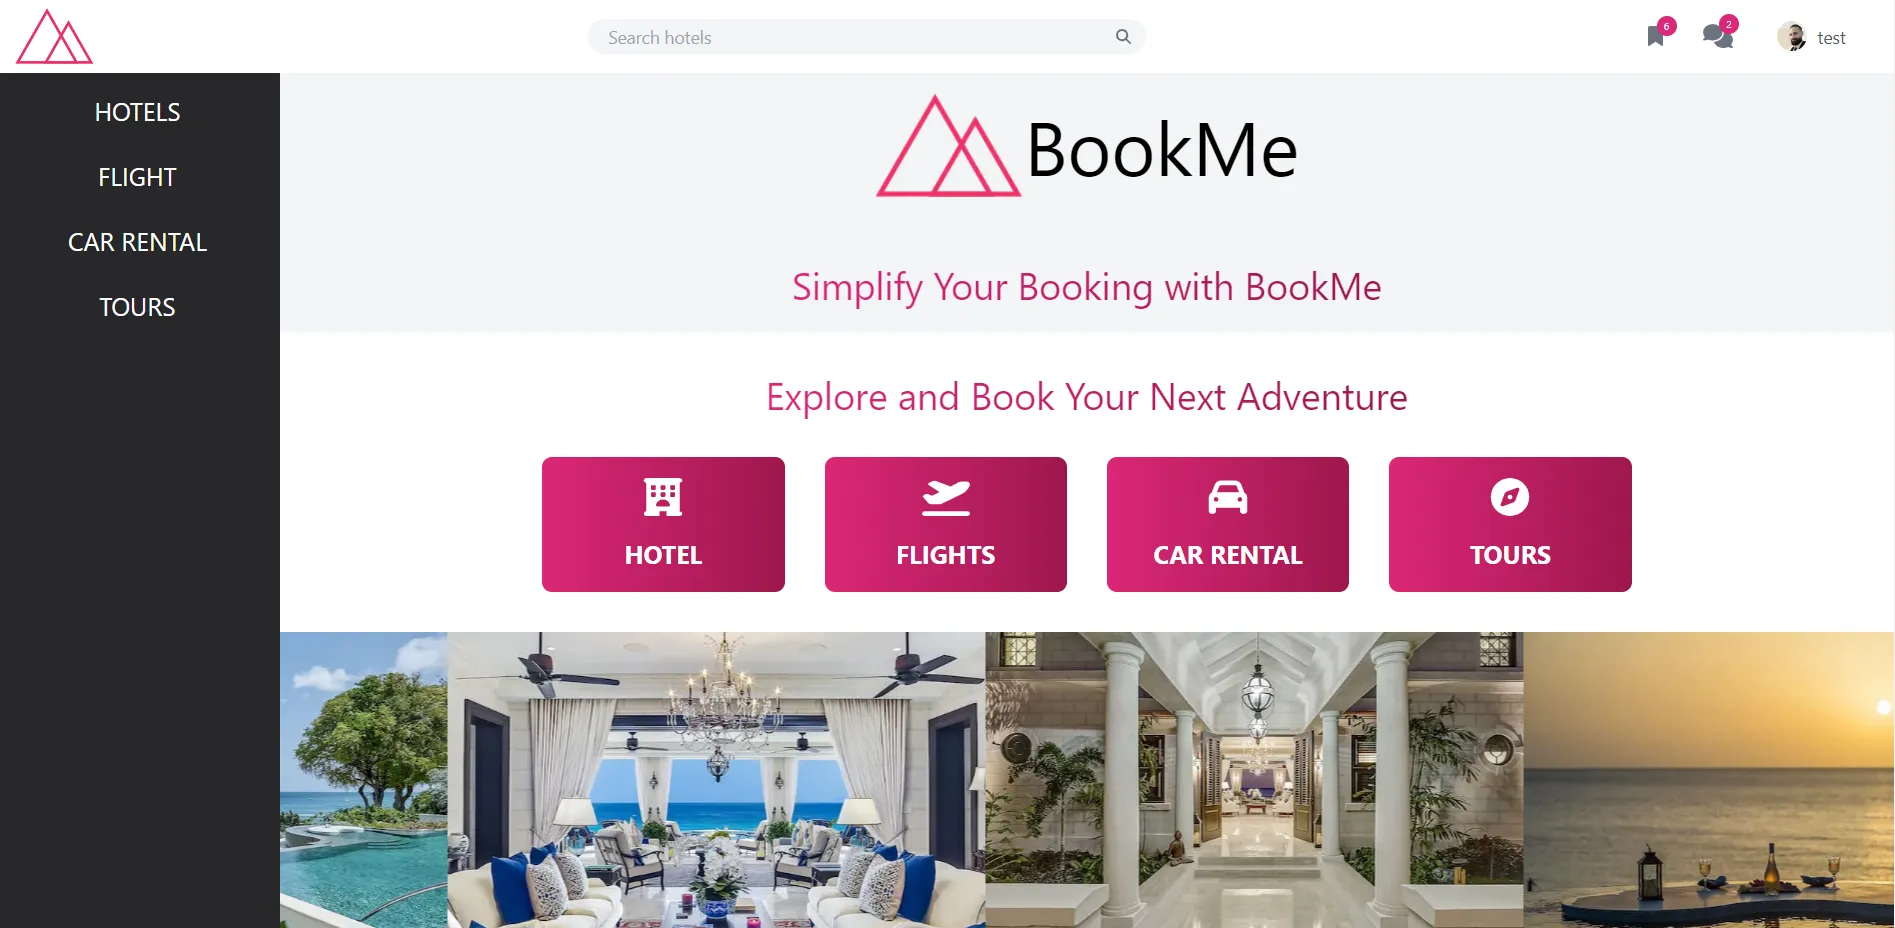 Search hotels
6
2
test
HOTELS
FLIGHT
CAR RENTAL
TOURS
BookMe
Simplify Your Booking with BookMe
Explore and Book Your Next Adventure
HOTEL
FLIGHTS
CAR RENTAL
TOURS